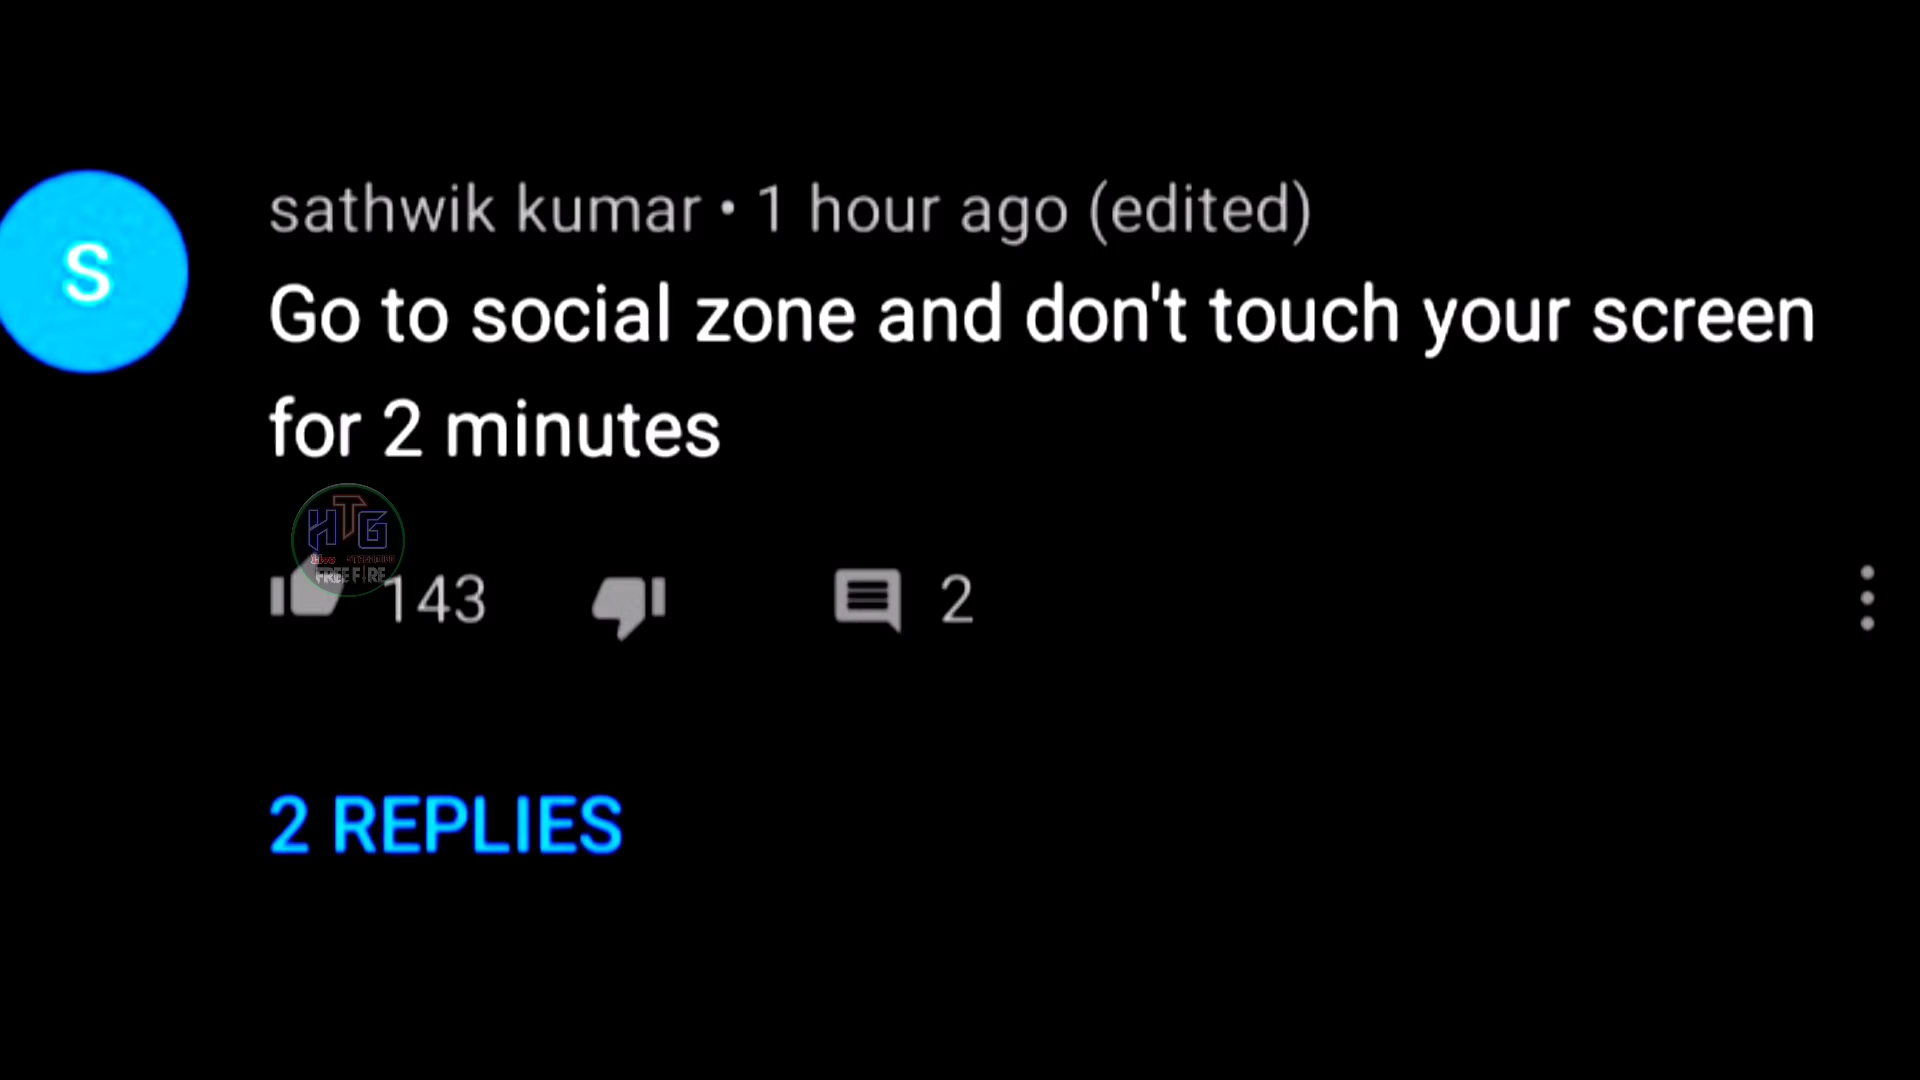 S
sathwik kumar • 1 hour ago (edited)
Go to social zone and don't touch your screen
for 2 minutes
HTG
FREE FIRE
143
2
2 REPLIES